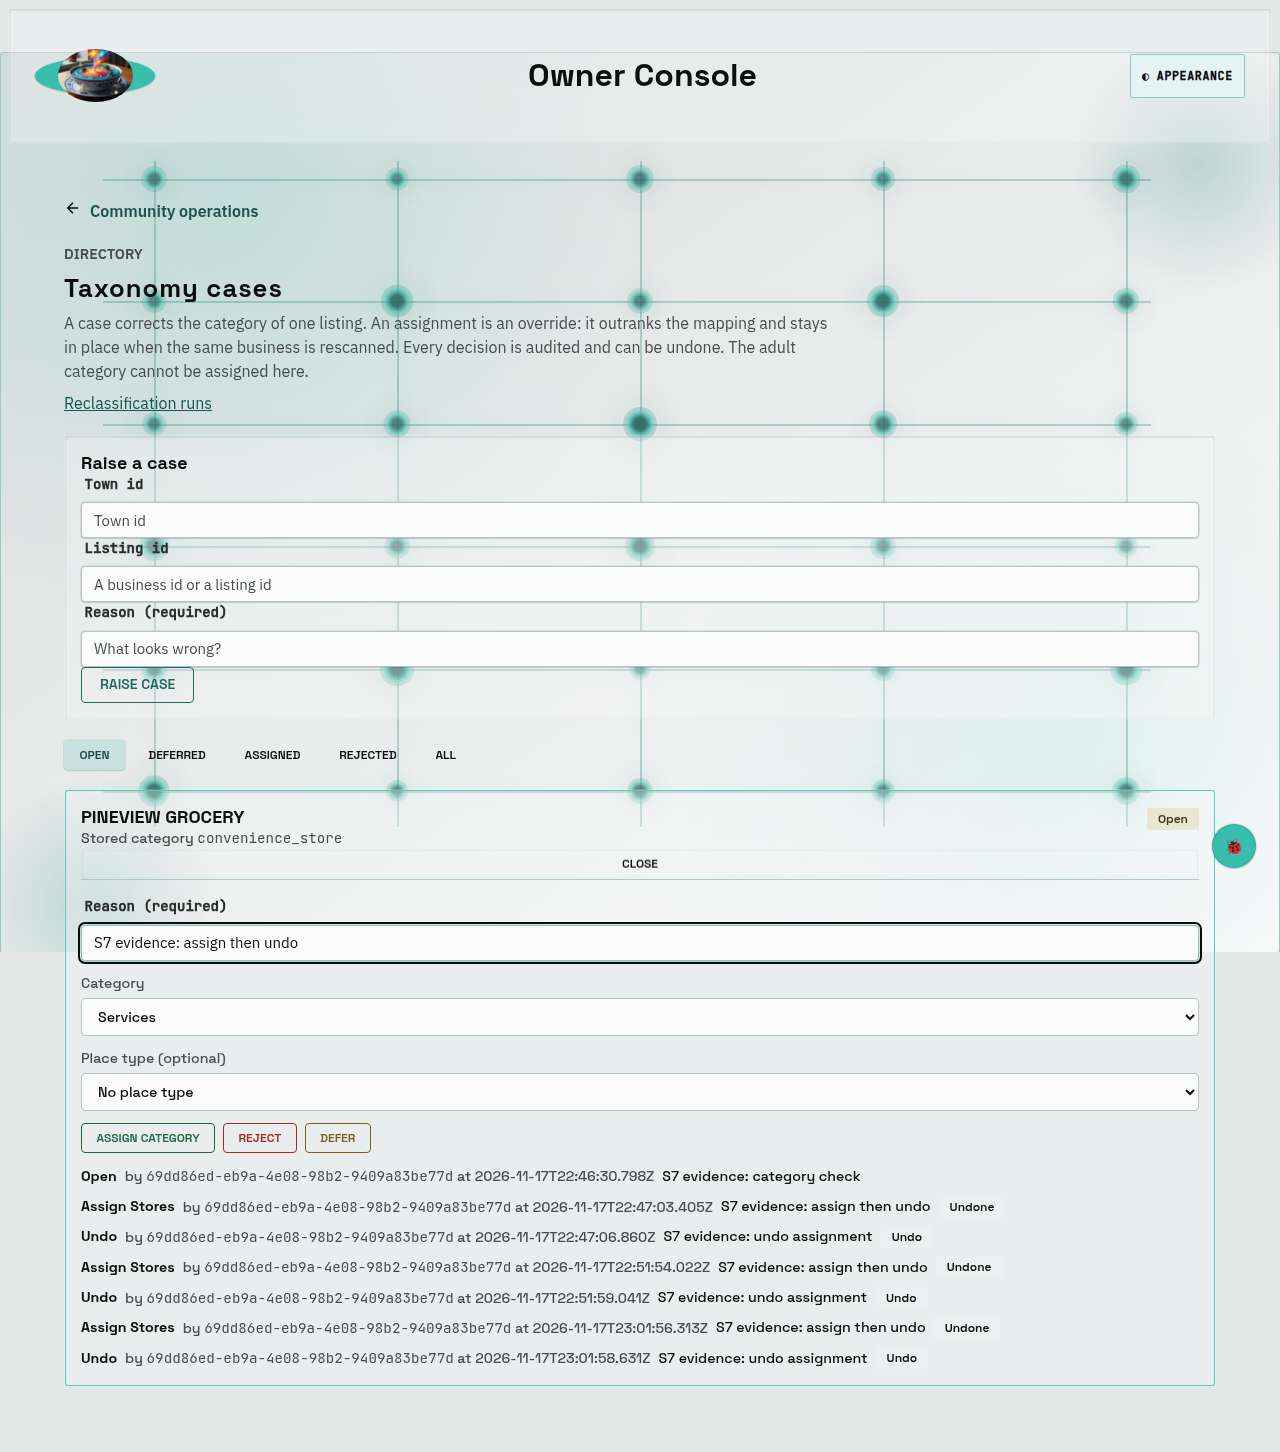 Owner Console
◐ APPEARANCE
← Community operations
DIRECTORY
Taxonomy cases
A case corrects the category of one listing. An assignment is an override: it outranks the mapping and stays
in place when the same business is rescanned. Every decision is audited and can be undone. The adult
category cannot be assigned here.
Reclassification runs
Raise a case
Town id
Town id
Listing id
A business id or a listing id
Reason (required)
What looks wrong?
RAISE CASE
OPEN DEFERRED ASSIGNED REJECTED ALL
PINEVIEW GROCERY
Open
Stored category convenience_store
CLOSE
Reason (required)
S7 evidence: assign then undo
Category
Services
Place type (optional)
No place type
ASSIGN CATEGORY REJECT DEFER
Open by 69dd86ed-eb9a-4e08-98b2-9409a83be77d at 2026-11-17T22:46:30.798Z S7 evidence: category check
Assign Stores by 69dd86ed-eb9a-4e08-98b2-9409a83be77d at 2026-11-17T22:47:03.405Z S7 evidence: assign then undo Undone
Undo by 69dd86ed-eb9a-4e08-98b2-9409a83be77d at 2026-11-17T22:47:06.860Z S7 evidence: undo assignment Undo
Assign Stores by 69dd86ed-eb9a-4e08-98b2-9409a83be77d at 2026-11-17T22:51:54.022Z S7 evidence: assign then undo Undone
Undo by 69dd86ed-eb9a-4e08-98b2-9409a83be77d at 2026-11-17T22:51:59.041Z S7 evidence: undo assignment Undo
Assign Stores by 69dd86ed-eb9a-4e08-98b2-9409a83be77d at 2026-11-17T23:01:56.313Z S7 evidence: assign then undo Undone
Undo by 69dd86ed-eb9a-4e08-98b2-9409a83be77d at 2026-11-17T23:01:58.631Z S7 evidence: undo assignment Undo